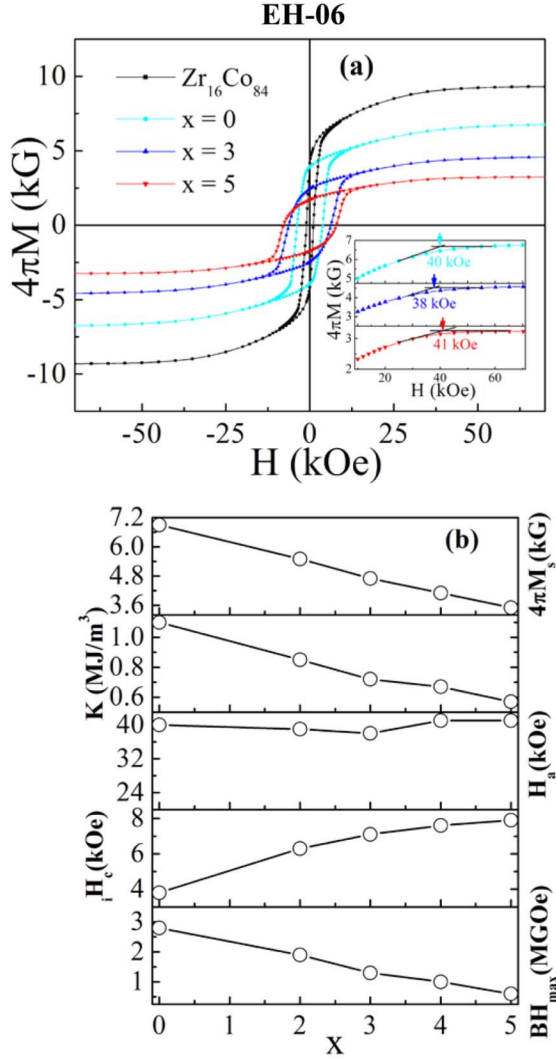 EH-06
(a)
Zr₁₆Co₈₄
x = 0
x = 3
x = 5
4πM (kG)
10
5
0
-5
-10
-50
-25
0
25
50
H (kOe)
7
6
5
40 kOe
4
3
38 kOe
3
2
41 kOe
4πM (kG)
20
40
60
H (kOe)
(b)
7.2
6.0
4.8
3.6
4πMₛ(kG)
1.0
0.8
0.6
K (MJ/m³)
40
32
24
Hₐ(kOe)
8
6
4
ᵢH꜀(kOe)
3
2
1
BHₘₐₓ(MGOe)
0
1
2
3
4
5
x